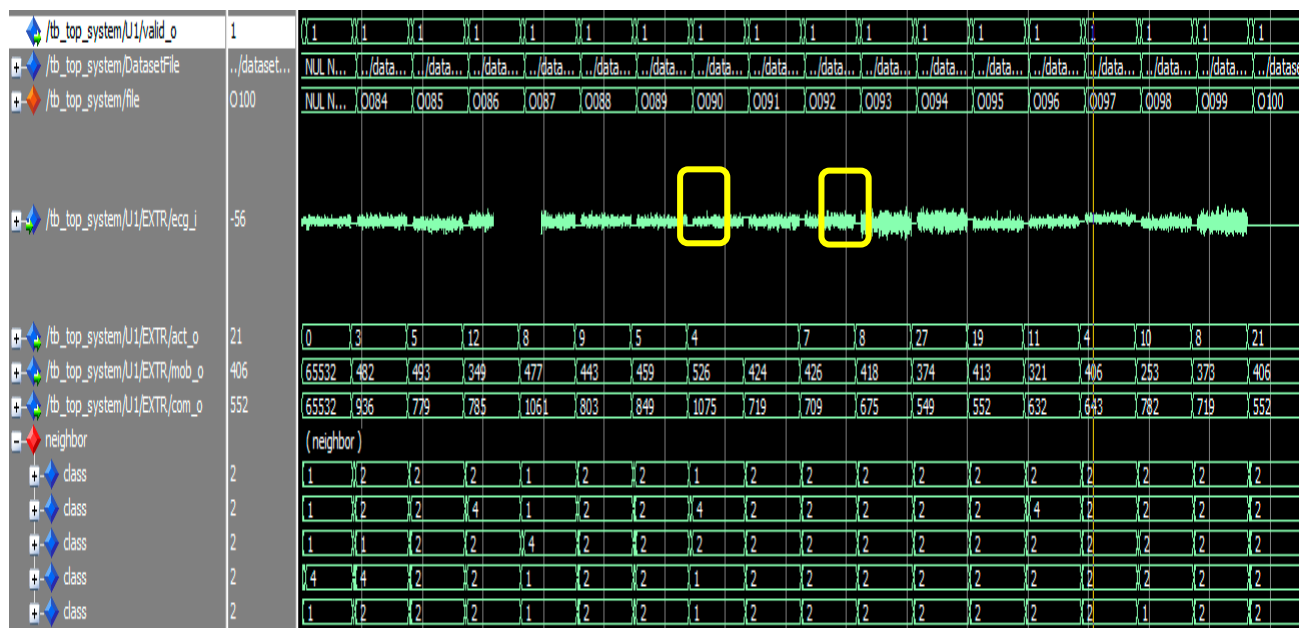 /tb_top_system/U1/valid_o 1 1 1 1 1 1 1 1 1 1 1 1 1 1 1 1 1 1
/tb_top_system/DatasetFile ../dataset... NUL N... ../data... ../data... ../data... ../data... ../data... ../data... ../data... ../data... ../data... ../data... ../data... ../data... ../data... ../data... ../data... ../data... ../datase
/tb_top_system/file O100 NUL N... O084 O085 O086 O087 O088 O089 O090 O091 O092 O093 O094 O095 O096 O097 O098 O099 O100
/tb_top_system/U1/EXTR/ecg_i -56
/tb_top_system/U1/EXTR/act_o 21 0 3 5 12 8 9 5 4 7 8 27 19 11 4 10 8 21
/tb_top_system/U1/EXTR/mob_o 406 65532 482 493 349 477 443 459 526 424 426 418 374 413 321 406 253 373 406
/tb_top_system/U1/EXTR/com_o 552 65532 936 779 785 1061 803 849 1075 719 709 675 549 552 632 643 782 719 552
neighbor ( neighbor )
class 2 1 2 2 2 1 2 2 1 2 2 2 2 2 2 2 2 2 2
class 2 1 2 2 4 1 2 2 4 2 2 2 2 2 4 2 2 2 2
class 2 1 1 2 2 4 2 2 2 2 2 2 2 2 2 2 2 2 2
class 2 4 4 2 2 1 2 2 1 2 2 2 2 2 2 2 2 2 2
class 2 1 2 2 2 1 2 2 1 2 2 2 2 2 2 2 1 2 2